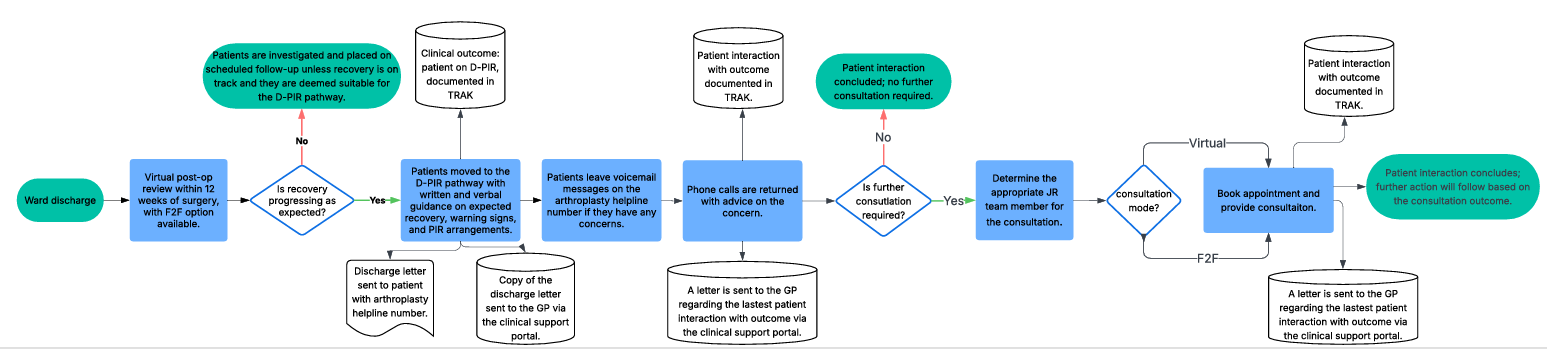 Ward discharge
Virtual post-op
review within 12
weeks of surgery,
with F2F option
available.
Is recovery
progressing as
expected?
No
Patients are investigated and placed on
scheduled follow-up unless recovery is on
track and they are deemed suitable for
the D-PIR pathway.
Yes
Patients moved to the
D-PIR pathway with
written and verbal
guidance on expected
recovery, warning signs,
and PIR arrangements.
Clinical outcome:
patient on D-PIR,
documented in
TRAK
Discharge letter
sent to patient
with arthroplasty
helpline number.
Copy of the
discharge letter
sent to the GP via
the clinical support
portal.
Patients leave voicemail
messages on the
arthroplasty helpline
number if they have any
concerns.
Phone calls are returned
with advice on the
concern.
Patient interaction
with outcome
documented in
TRAK.
A letter is sent to the GP
regarding the lastest patient
interaction with outcome via
the clinical support portal.
Is further
consutlation
required?
No
Patient interaction
concluded; no further
consultation required.
Yes
Determine the
appropriate JR
team member for
the consultation.
consultation
mode?
Virtual
F2F
Book appointment and
provide consultaiton.
Patient interaction
with outcome
documented in
TRAK.
Patient interaction concludes;
further action will follow based on
the consultation outcome.
A letter is sent to the GP
regarding the lastest patient
interaction with outcome via
the clinical support portal.